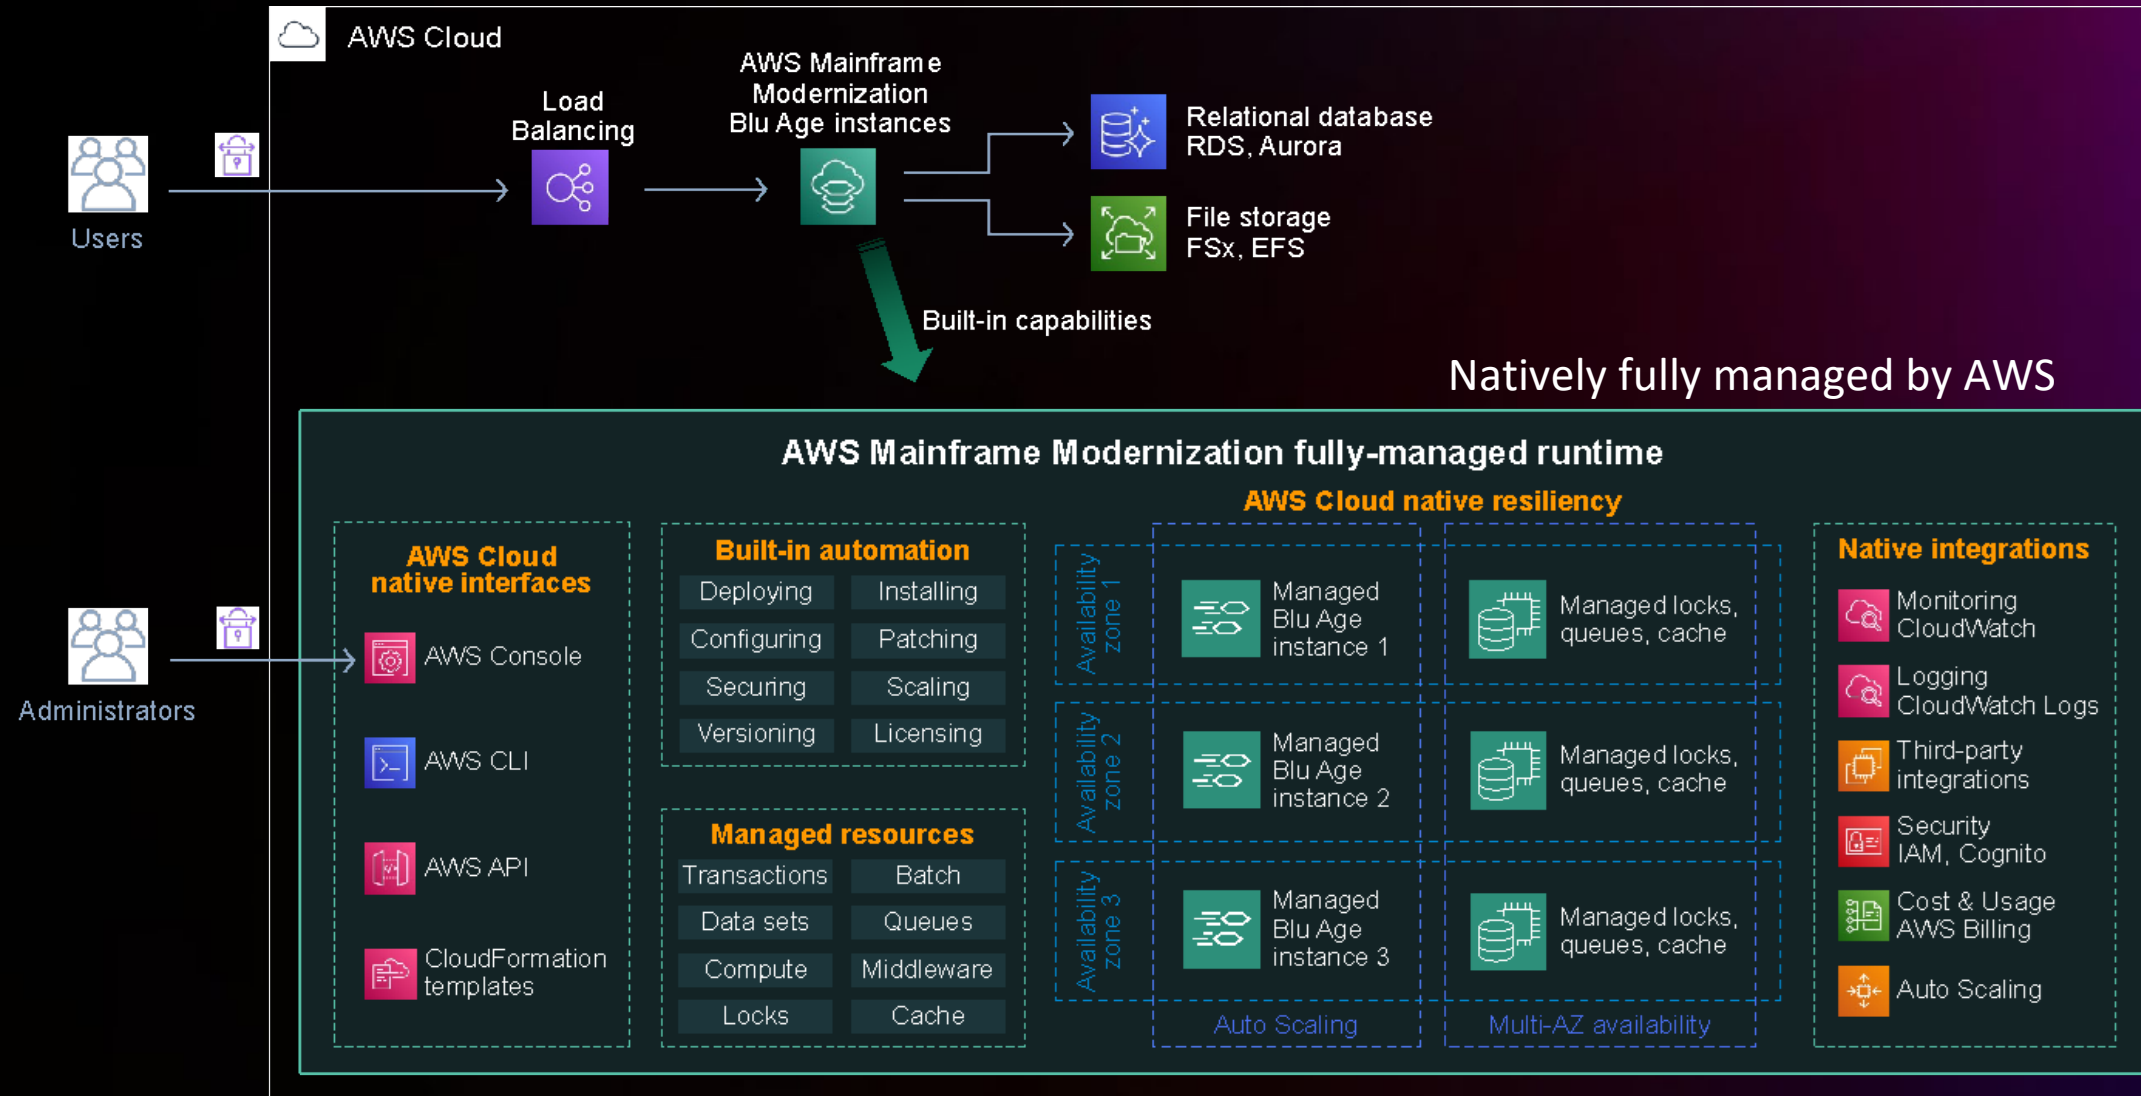 AWS Cloud
AWS Mainframe
Modernization
Blu Age instances
Load
Balancing
Relational database
RDS, Aurora
File storage
FSx, EFS
Users
Built-in capabilities
Natively fully managed by AWS
AWS Mainframe Modernization fully-managed runtime
AWS Cloud
native interfaces
AWS Console
AWS CLI
AWS API
CloudFormation
templates
Administrators
Built-in automation
Deploying
Installing
Configuring
Patching
Securing
Scaling
Versioning
Licensing
Managed resources
Transactions
Batch
Data sets
Queues
Compute
Middleware
Locks
Cache
AWS Cloud native resiliency
Availability
zone 1
Managed
Blu Age
instance 1
Managed locks,
queues, cache
Availability
zone 2
Managed
Blu Age
instance 2
Managed locks,
queues, cache
Availability
zone 3
Managed
Blu Age
instance 3
Managed locks,
queues, cache
Auto Scaling
Multi-AZ availability
Native integrations
Monitoring
CloudWatch
Logging
CloudWatch Logs
Third-party
integrations
Security
IAM, Cognito
Cost & Usage
AWS Billing
Auto Scaling